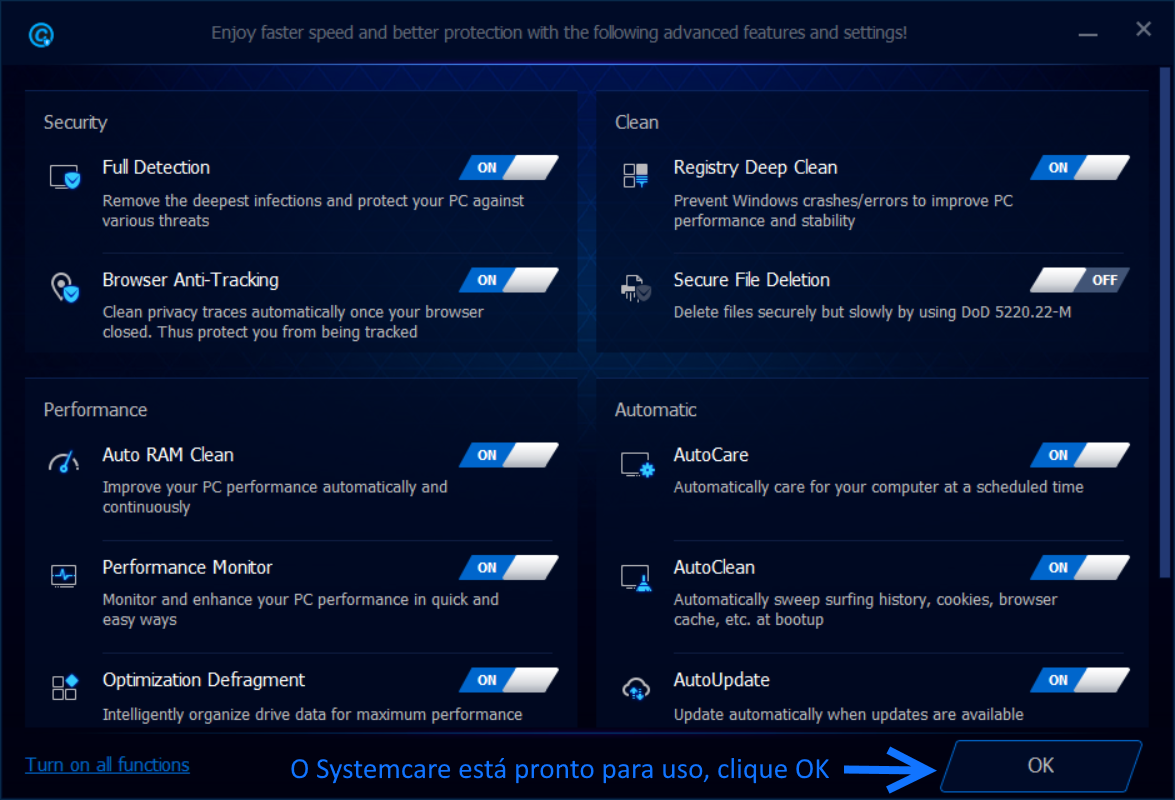 Enjoy faster speed and better protection with the following advanced features and settings!
Security
Full Detection
ON
Remove the deepest infections and protect your PC against
various threats
Browser Anti-Tracking
ON
Clean privacy traces automatically once your browser
closed. Thus protect you from being tracked
Clean
Registry Deep Clean
ON
Prevent Windows crashes/errors to improve PC
performance and stability
Secure File Deletion
OFF
Delete files securely but slowly by using DoD 5220.22-M
Performance
Auto RAM Clean
ON
Improve your PC performance automatically and
continuously
Performance Monitor
ON
Monitor and enhance your PC performance in quick and
easy ways
Optimization Defragment
ON
Intelligently organize drive data for maximum performance
Automatic
AutoCare
ON
Automatically care for your computer at a scheduled time
AutoClean
ON
Automatically sweep surfing history, cookies, browser
cache, etc. at bootup
AutoUpdate
ON
Update automatically when updates are available
Turn on all functions
O Systemcare está pronto para uso, clique OK
OK